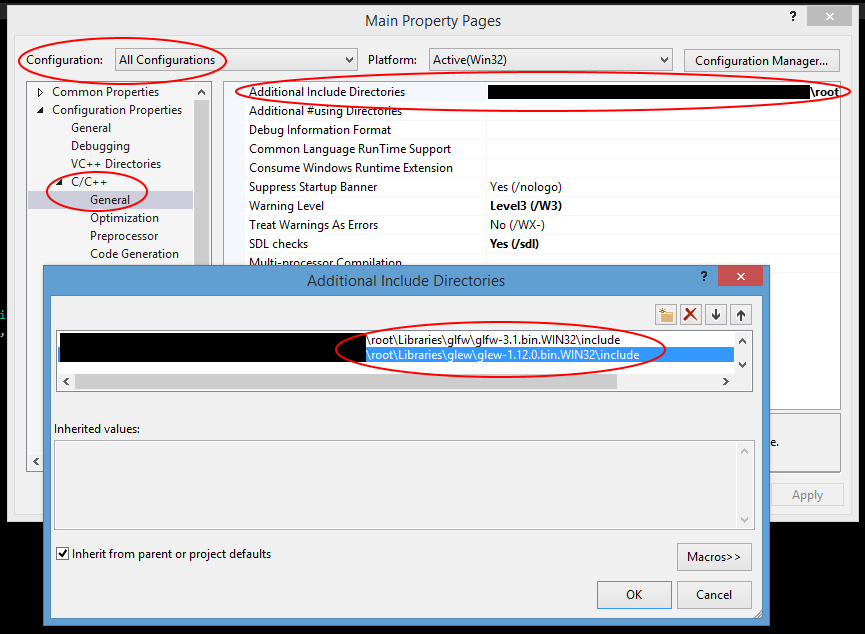 Main Property Pages
?
Configuration: All Configurations Platform: Active(Win32) Configuration Manager...
Common Properties
Configuration Properties
General
Debugging
VC++ Directories
C/C++
General
Optimization
Preprocessor
Code Generation
Additional Include Directories \root
Additional #using Directories
Debug Information Format
Common Language RunTime Support
Consume Windows Runtime Extension
Suppress Startup Banner Yes (/nologo)
Warning Level Level3 (/W3)
Treat Warnings As Errors No (/WX-)
SDL checks Yes (/sdl)
Multi-processor Compilation
Additional Include Directories
?
\root\Libraries\glfw\glfw-3.1.bin.WIN32\include
\root\Libraries\glew\glew-1.12.0.bin.WIN32\include
Inherited values:
e.
Apply
Inherit from parent or project defaults
Macros>>
OK Cancel